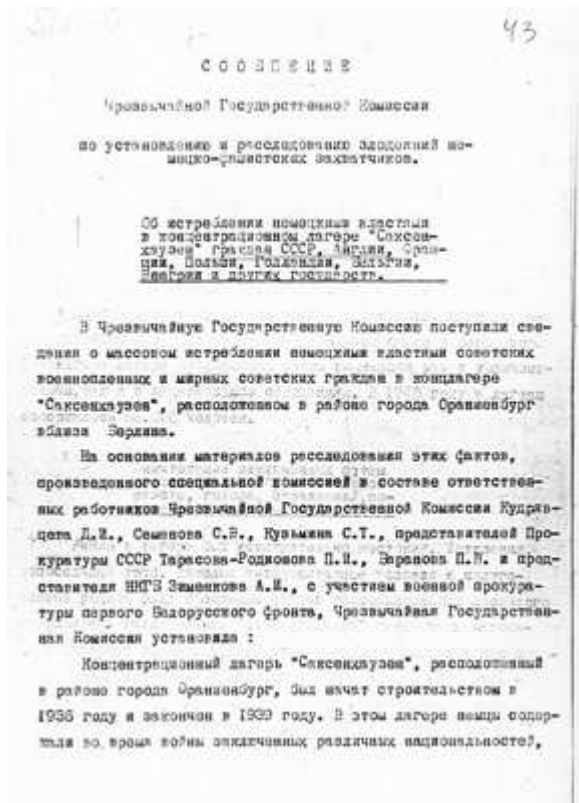 43
СООБЩЕНИЕ
Чрезвычайной Государственной Комиссии
по установлению и расследованию злодеяний не-
мецко-фашистских захватчиков.
Об истреблении немецкими властями
в концентрационном лагере "Саксен-
хаузен" граждан СССР, Англии, Фран-
ции, Польши, Голландии, Бельгии,
Венгрии и других государств.
В Чрезвычайную Государственную Комиссию поступили све-
дения о массовом истреблении немецкими властями советских
военнопленных и мирных советских граждан в концлагере
"Саксенхаузен", расположенном в районе города Ораниенбург
вблизи Берлина.
На основании материалов расследования этих фактов,
произведенного специальной комиссией в составе ответствен-
ных работников Чрезвычайной Государственной Комиссии Кудряв-
цева Д.И., Семенова С.В., Кузьмина С.Т., представителей Про-
куратуры СССР Тарасова-Родионова П.И., Баранова П.В. и пред-
ставителя НКГБ Зименкова А.И., с участием военной прокура-
туры первого Белорусского фронта, Чрезвычайная Государствен-
ная Комиссия установила :
Концентрационный лагерь "Саксенхаузен", расположенный
в районе города Ораниенбург, был начат строительством в
1936 году и закончен в 1939 году. В этом лагере немцы содер-
жали во время войны заключенных различных национальностей,